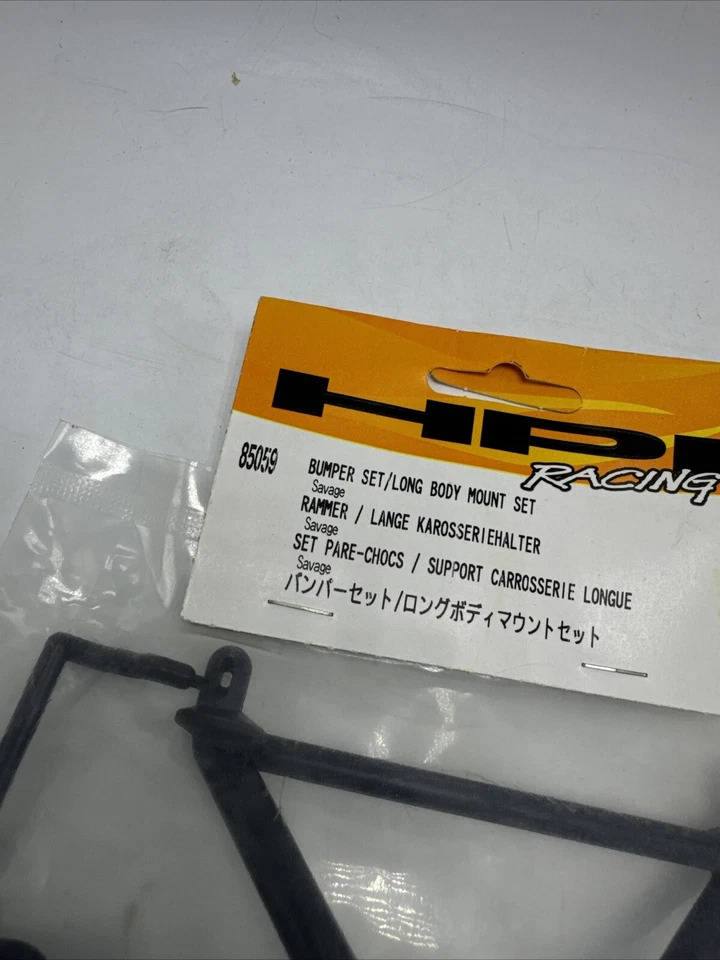 HPI
RACING
85059
BUMPER SET/LONG BODY MOUNT SET
Savage
RAMMER / LANGE KAROSSERIEHALTER
Savage
SET PARE-CHOCS / SUPPORT CARROSSERIE LONGUE
Savage
バンパーセット/ロングボディマウントセット